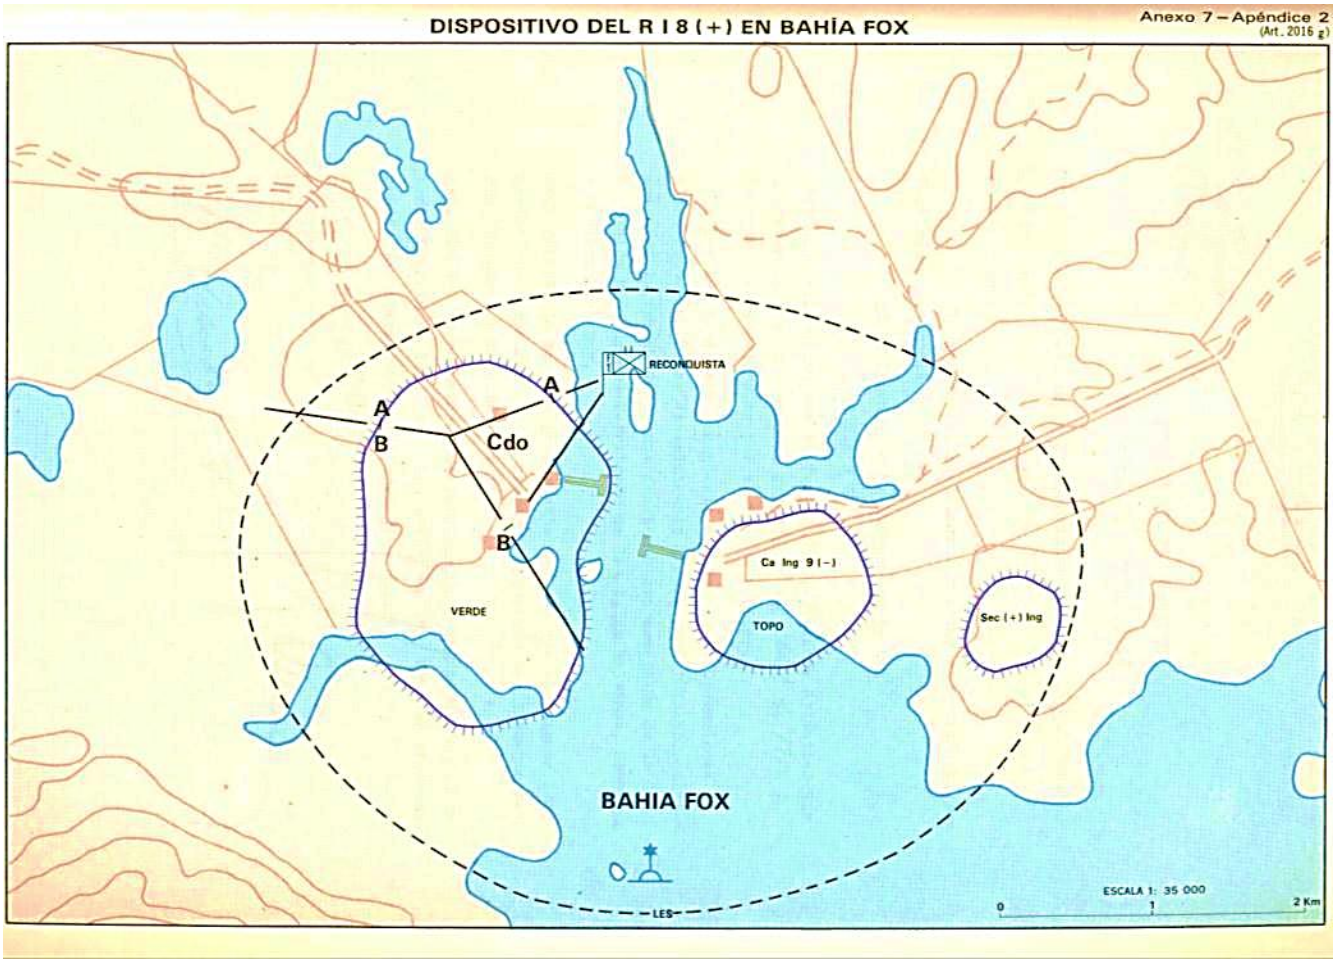 DISPOSITIVO DEL R I 8 (+) EN BAHÍA FOX
Anexo 7 – Apéndice 2
(Art. 2016 g)
RECONQUISTA
A
A
B
Cdo
B
VERDE
Ca Ing 9 (-)
TOPO
Sec (+) Ing
BAHIA FOX
LES
ESCALA 1: 35 000
0 1 2 Km